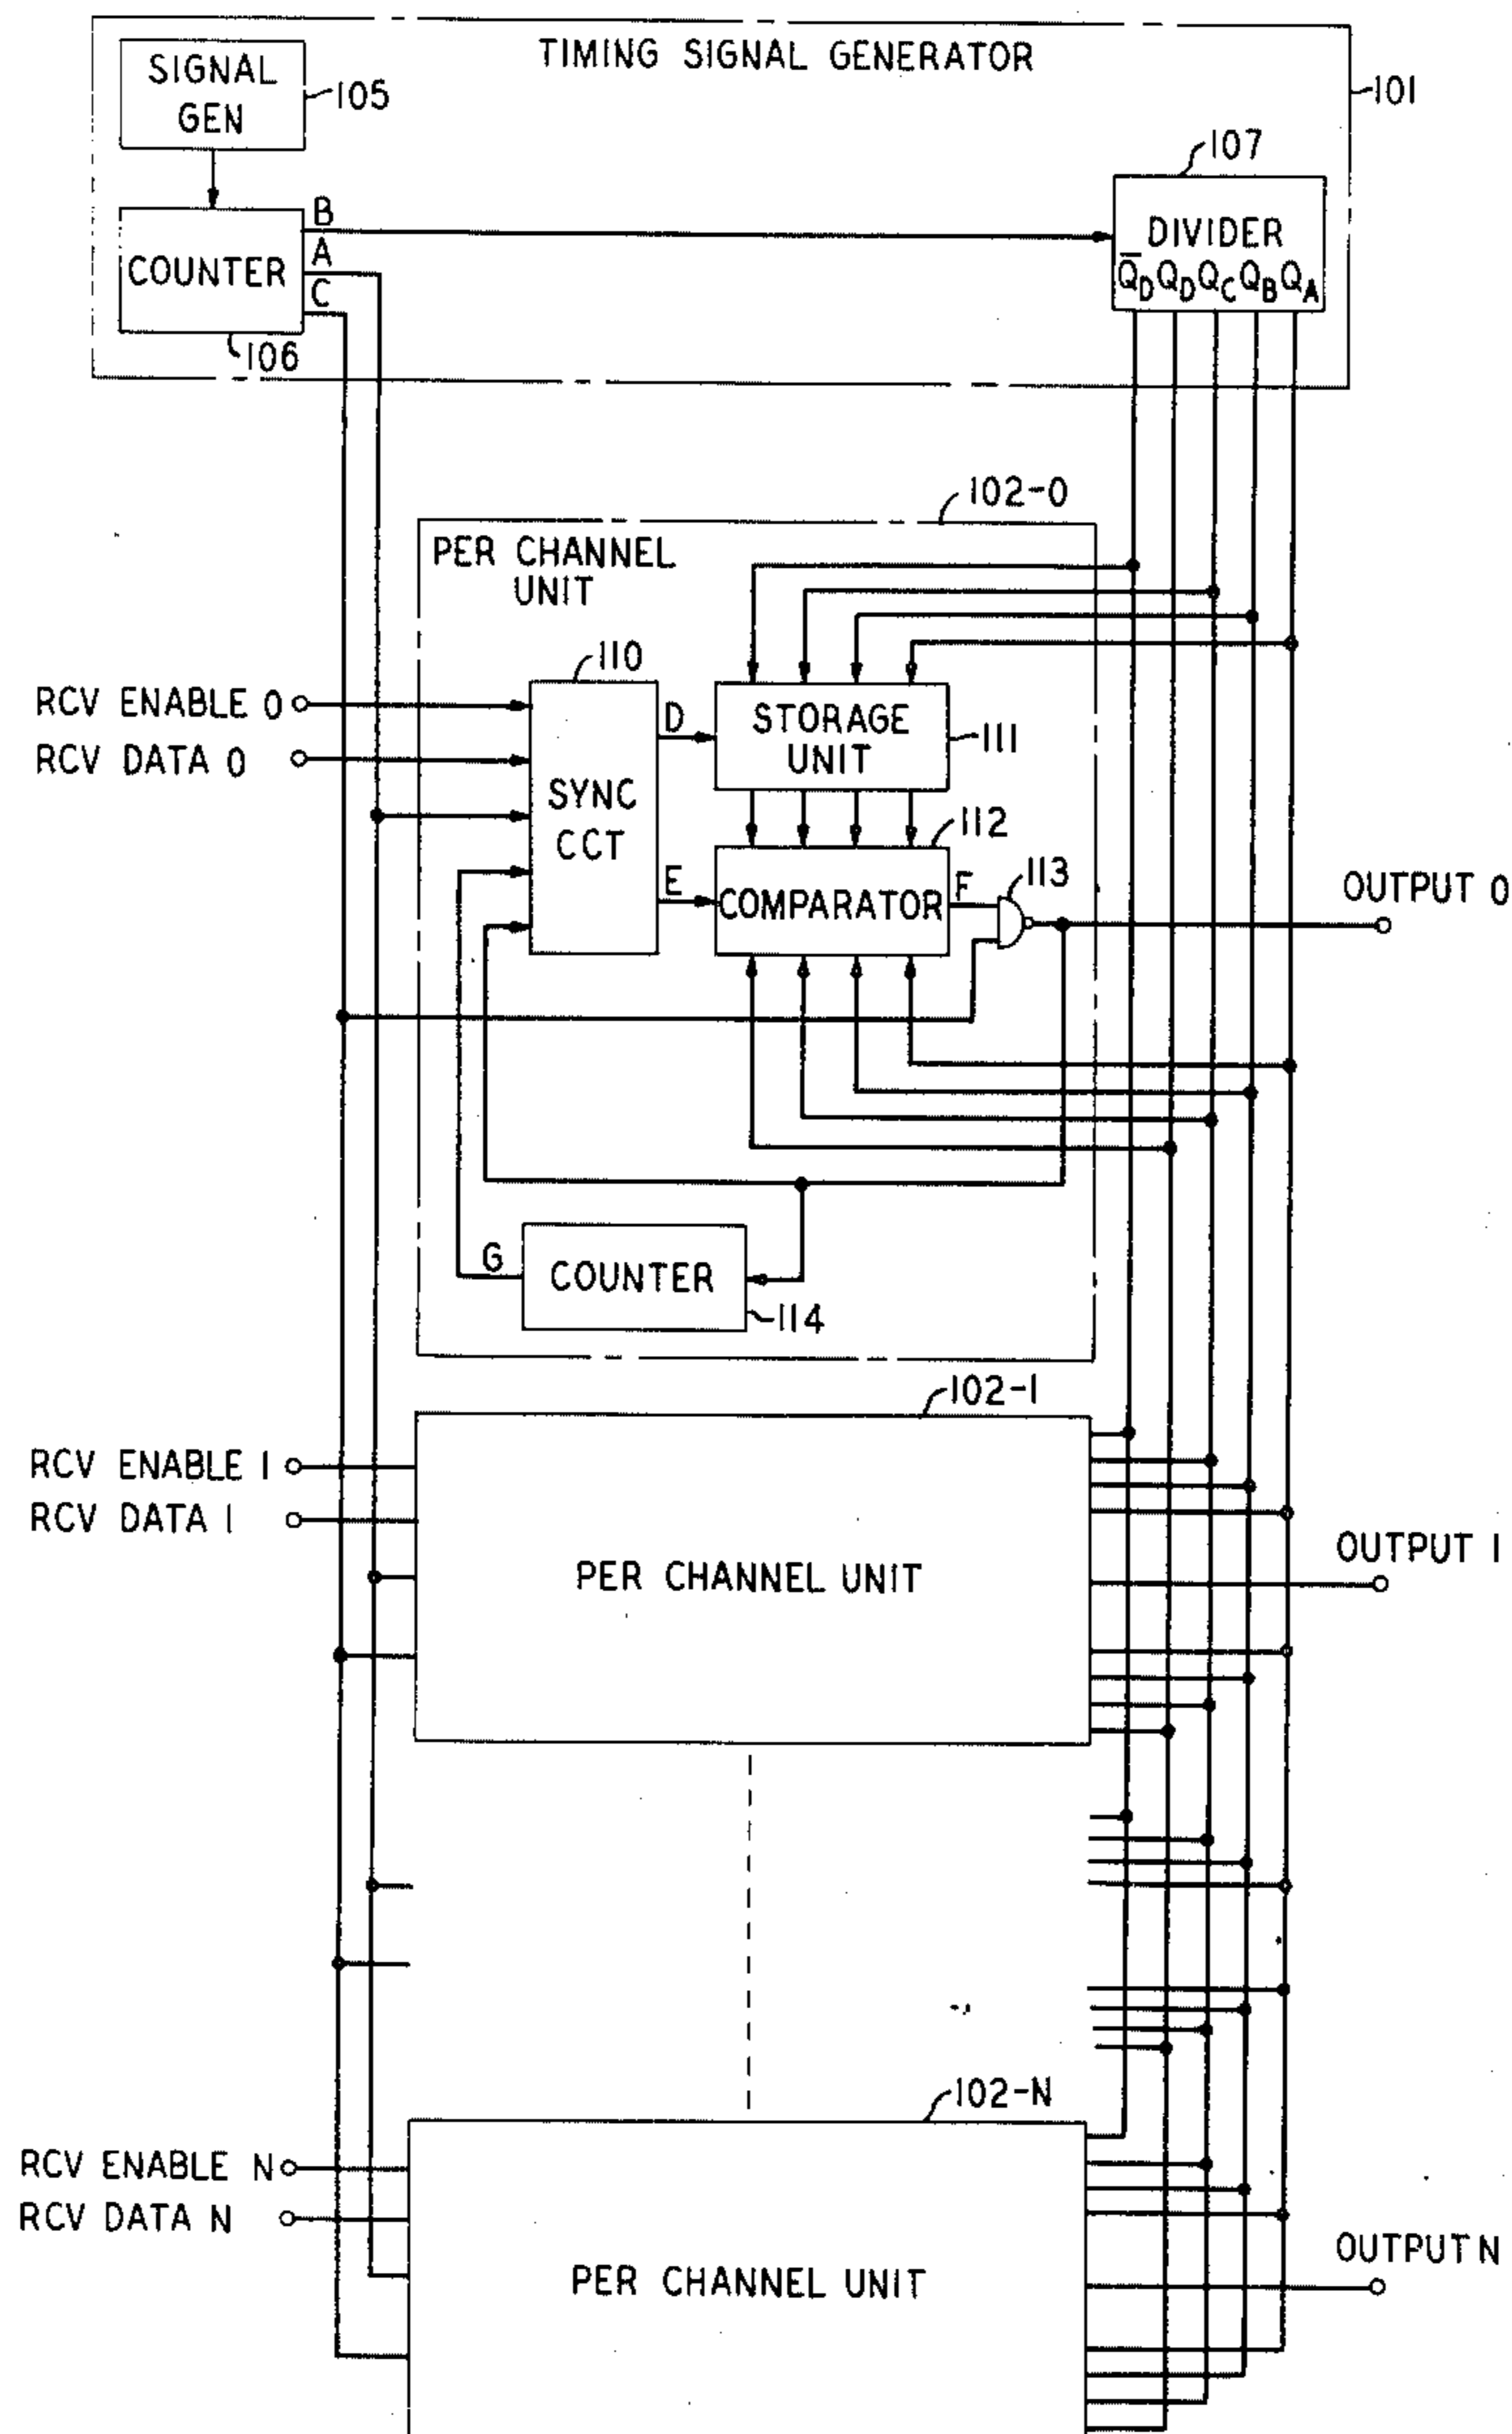 TIMING SIGNAL GENERATOR
SIGNAL
GEN
105
101
107
B
A
C
COUNTER
106
DIVIDER
Q̅D QD QC QB QA
102-0
PER CHANNEL
UNIT
110
RCV ENABLE 0
RCV DATA 0
D
STORAGE
UNIT
111
SYNC
CCT
112
E
COMPARATOR
F
113
OUTPUT 0
G
COUNTER
114
102-1
RCV ENABLE 1
RCV DATA 1
PER CHANNEL UNIT
OUTPUT 1
102-N
RCV ENABLE N
RCV DATA N
PER CHANNEL UNIT
OUTPUT N